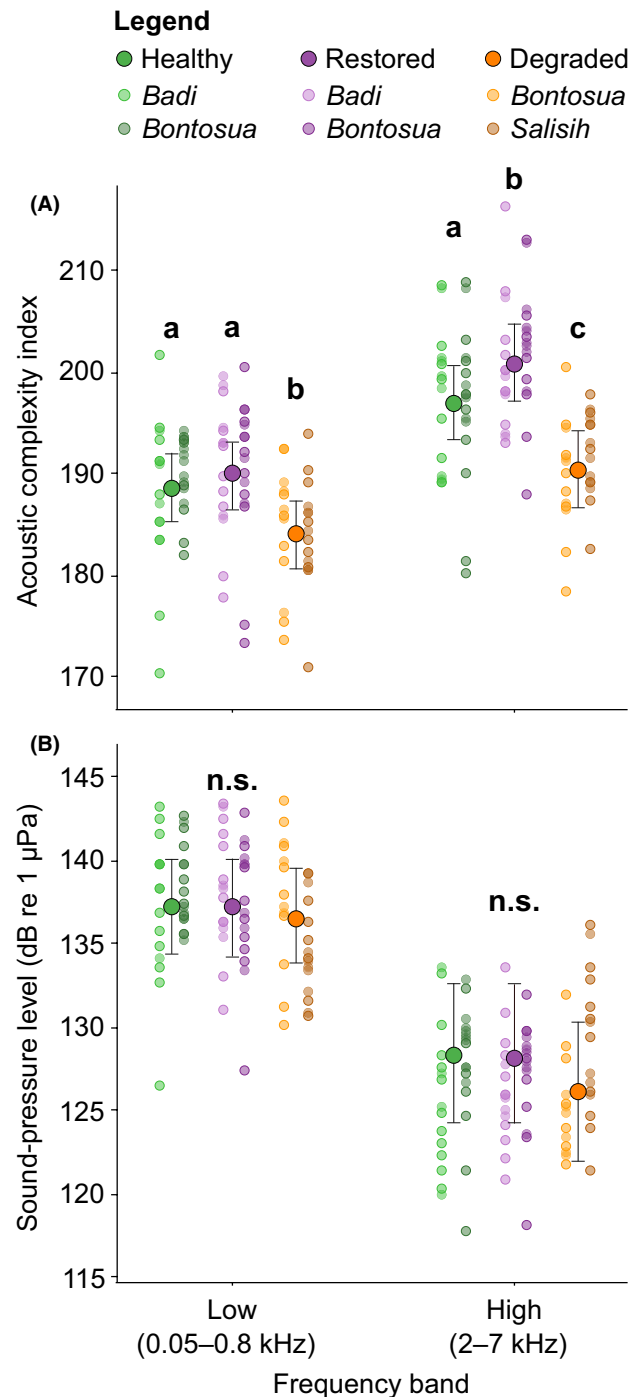 Legend
Healthy Restored Degraded
Badi Badi Bontosua
Bontosua Bontosua Salisih
(A)
b
a
210
c
a a
200
b
190
180
170
Acoustic complexity index
(B)
145
n.s.
140
135
n.s.
130
125
120
115
Sound-pressure level (dB re 1 μPa)
Low High
(0.05–0.8 kHz) (2–7 kHz)
Frequency band